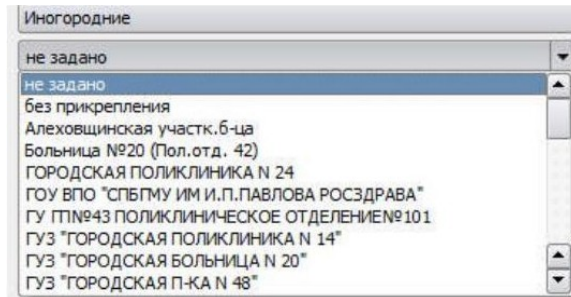 Иногородние
не задано
не задано
без прикрепления
Алеховщинская участк.б-ца
Больница №20 (Пол.отд. 42)
ГОРОДСКАЯ ПОЛИКЛИНИКА N 24
ГОУ ВПО "СПБГМУ ИМ И.П.ПАВЛОВА РОСЗДРАВА"
ГУ ГП№43 ПОЛИКЛИНИЧЕСКОЕ ОТДЕЛЕНИЕ№101
ГУЗ "ГОРОДСКАЯ ПОЛИКЛИНИКА N 14"
ГУЗ "ГОРОДСКАЯ БОЛЬНИЦА N 20"
ГУЗ "ГОРОДСКАЯ П-КА N 48"